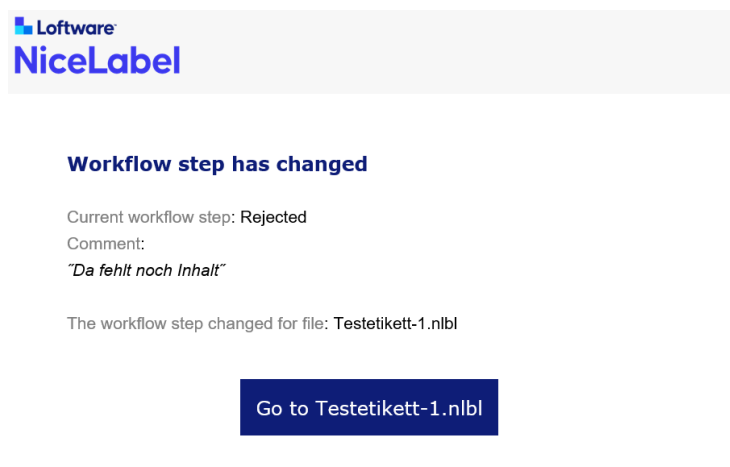 Loftware
NiceLabel
Workflow step has changed
Current workflow step: Rejected
Comment:
˝Da fehlt noch Inhalt˝
The workflow step changed for file: Testetikett-1.nlbl
Go to Testetikett-1.nlbl